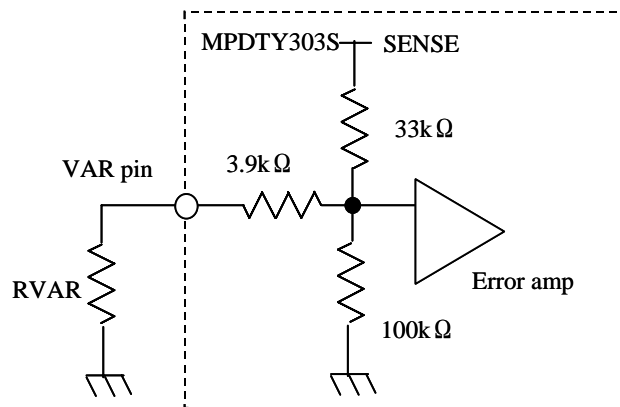 MPDTY303S SENSE
33kΩ
3.9kΩ
VAR pin
RVAR
Error amp
100kΩ